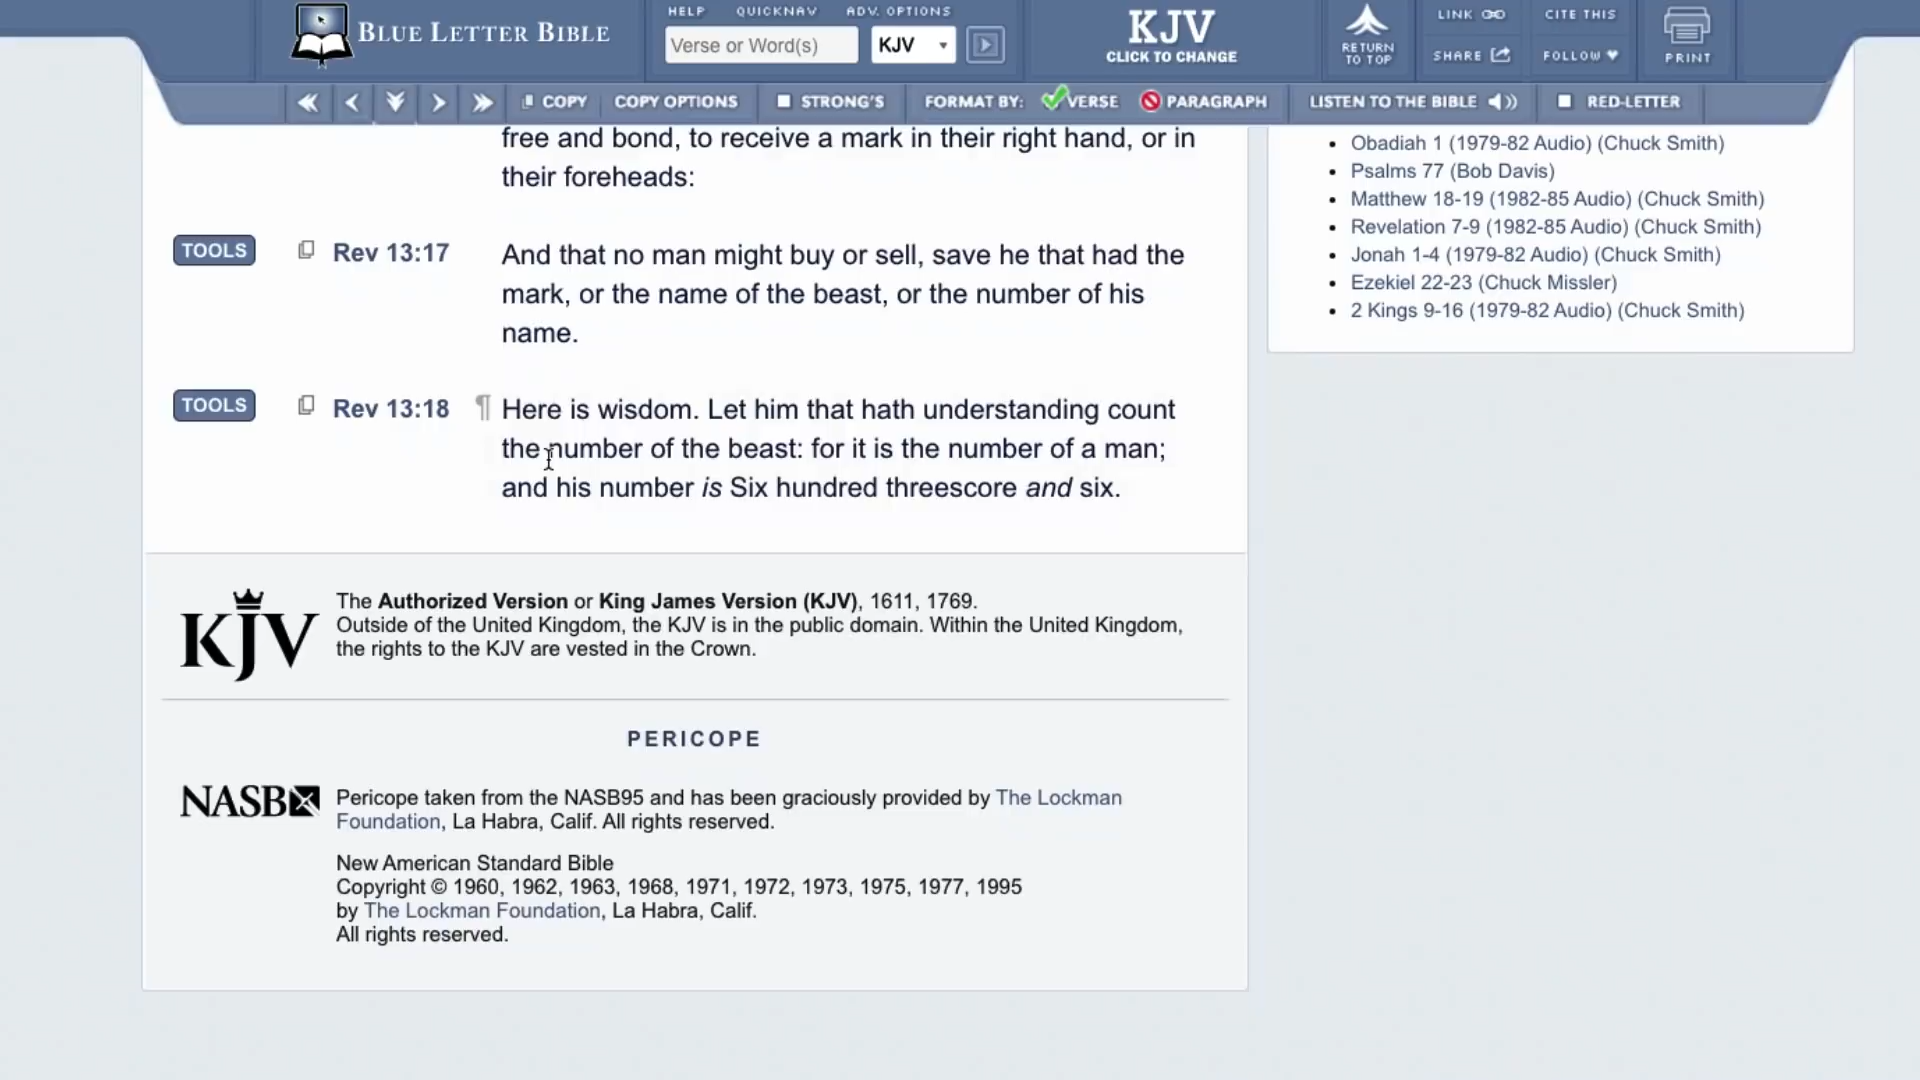 BLUE LETTER BIBLE
HELP QUICKNAV ADV. OPTIONS
Verse or Word(s) KJV
KJV
CLICK TO CHANGE
RETURN
TO TOP
LINK
SHARE
CITE THIS
FOLLOW
PRINT
COPY COPY OPTIONS STRONG'S FORMAT BY: VERSE PARAGRAPH LISTEN TO THE BIBLE RED-LETTER
free and bond, to receive a mark in their right hand, or in
their foreheads:
TOOLS Rev 13:17 And that no man might buy or sell, save he that had the
mark, or the name of the beast, or the number of his
name.
TOOLS Rev 13:18 ¶ Here is wisdom. Let him that hath understanding count
the number of the beast: for it is the number of a man;
and his number is Six hundred threescore and six.
KJV
The Authorized Version or King James Version (KJV), 1611, 1769.
Outside of the United Kingdom, the KJV is in the public domain. Within the United Kingdom,
the rights to the KJV are vested in the Crown.
PERICOPE
NASB
Pericope taken from the NASB95 and has been graciously provided by The Lockman
Foundation, La Habra, Calif. All rights reserved.
New American Standard Bible
Copyright © 1960, 1962, 1963, 1968, 1971, 1972, 1973, 1975, 1977, 1995
by The Lockman Foundation, La Habra, Calif.
All rights reserved.
• Obadiah 1 (1979-82 Audio) (Chuck Smith)
• Psalms 77 (Bob Davis)
• Matthew 18-19 (1982-85 Audio) (Chuck Smith)
• Revelation 7-9 (1982-85 Audio) (Chuck Smith)
• Jonah 1-4 (1979-82 Audio) (Chuck Smith)
• Ezekiel 22-23 (Chuck Missler)
• 2 Kings 9-16 (1979-82 Audio) (Chuck Smith)